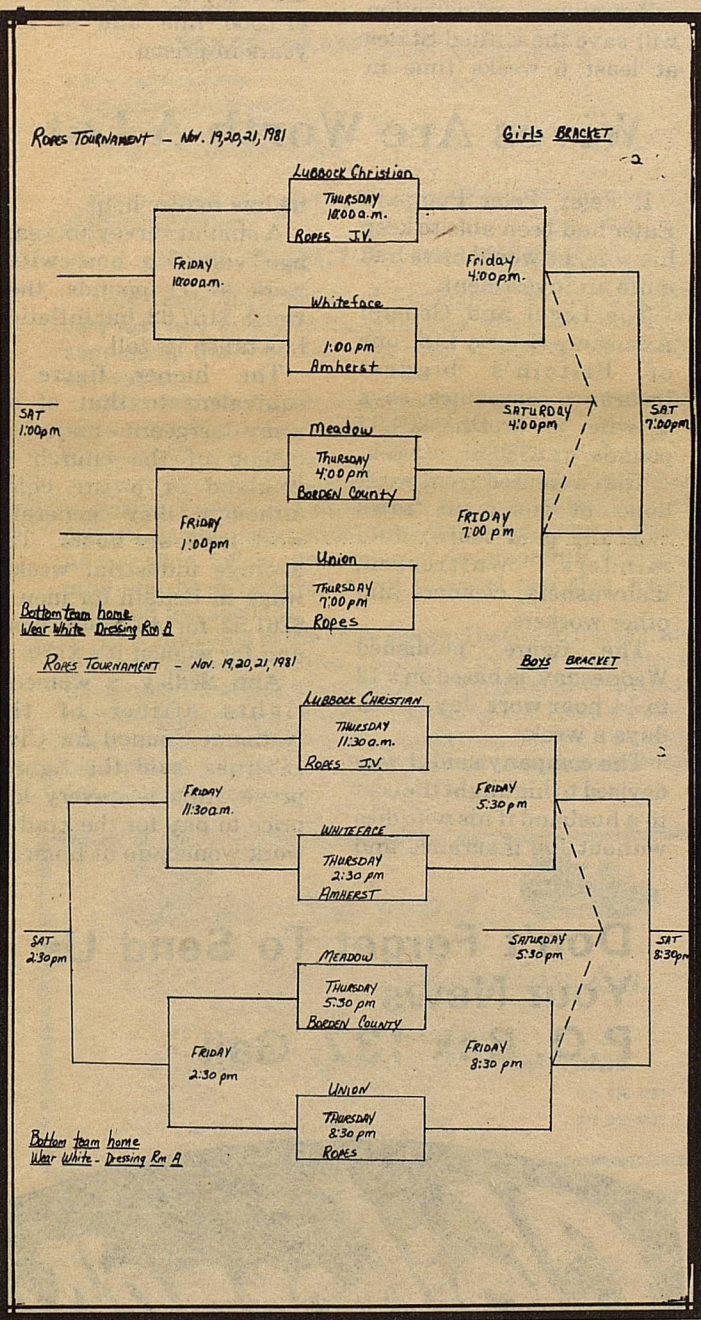 ROPES TOURNAMENT - NOV. 19,20,21,1981
Girls BRACKET
2
Lubbock Christian
THURSDAY
10:00 a.m.
ROPES J.V.
FRIDAY
10:00 a.m.
Friday
4:00 p.m.
Whiteface
1:00 pm
Amherst
SAT
1:00 pm
SATURDAY
4:00 pm
SAT
7:00 pm
Meadow
THURSDAY
4:00 pm
BORDEN COUNTY
FRIDAY
1:00 pm
FRIDAY
7:00 pm
Union
THURSDAY
7:00 pm
Ropes
Bottom team home
Wear White Dressing Rm A
ROPES TOURNAMENT - NOV. 19,20,21,1981
BOYS BRACKET
LUBBOCK CHRISTIAN
THURSDAY
11:30 a.m.
ROPES J.V.
FRIDAY
11:30 a.m.
FRIDAY
5:30 pm
WHITEFACE
THURSDAY
2:30 pm
AMHERST
SAT
2:30 pm
SATURDAY
5:30 pm
SAT
8:30 pm
MEADOW
THURSDAY
5:30 pm
BORDEN COUNTY
FRIDAY
2:30 pm
FRIDAY
8:30 pm
UNION
THURSDAY
8:30 pm
ROPES
Bottom team home
Wear White - Dressing Rm A